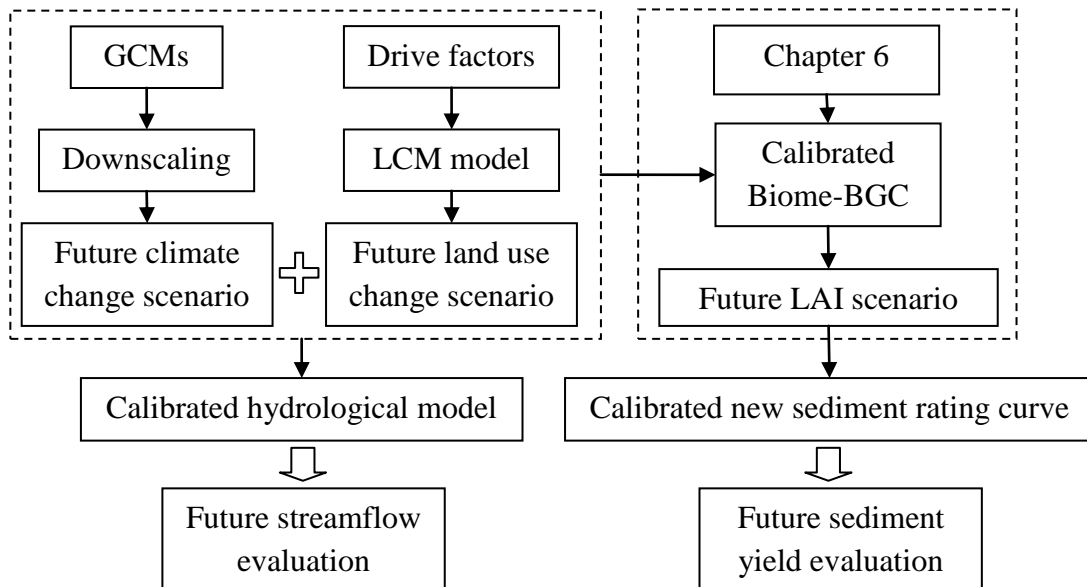 GCMs
Downscaling
Future climate
change scenario
Drive factors
LCM model
Future land use
change scenario
Chapter 6
Calibrated
Biome-BGC
Future LAI scenario
Calibrated hydrological model
Future streamflow
evaluation
Calibrated new sediment rating curve
Future sediment
yield evaluation